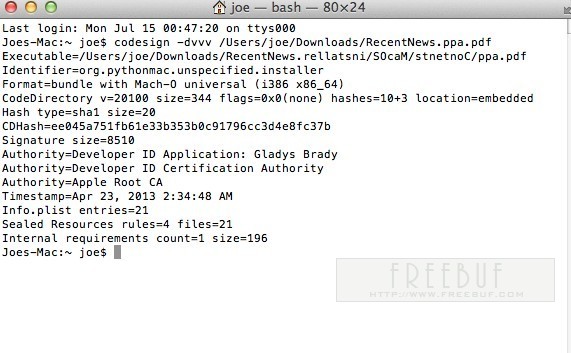 joe — bash — 80×24
Last login: Mon Jul 15 00:47:20 on ttys000
Joes-Mac:~ joe$ codesign -dvvv /Users/joe/Downloads/RecentNews.ppa.pdf
Executable=/Users/joe/Downloads/RecentNews.rellatsni/SOcaM/stnetnoC/ppa.pdf
Identifier=org.pythonmac.unspecified.installer
Format=bundle with Mach-O universal (i386 x86_64)
CodeDirectory v=20100 size=344 flags=0x0(none) hashes=10+3 location=embedded
Hash type=sha1 size=20
CDHash=ee045a751fb61e33b353b0c91796cc3d4e8fc37b
Signature size=8510
Authority=Developer ID Application: Gladys Brady
Authority=Developer ID Certification Authority
Authority=Apple Root CA
Timestamp=Apr 23, 2013 2:34:48 AM
Info.plist entries=21
Sealed Resources rules=4 files=21
Internal requirements count=1 size=196
Joes-Mac:~ joe$
FREEBUF
HTTP://WWW.FREEBUF.COM